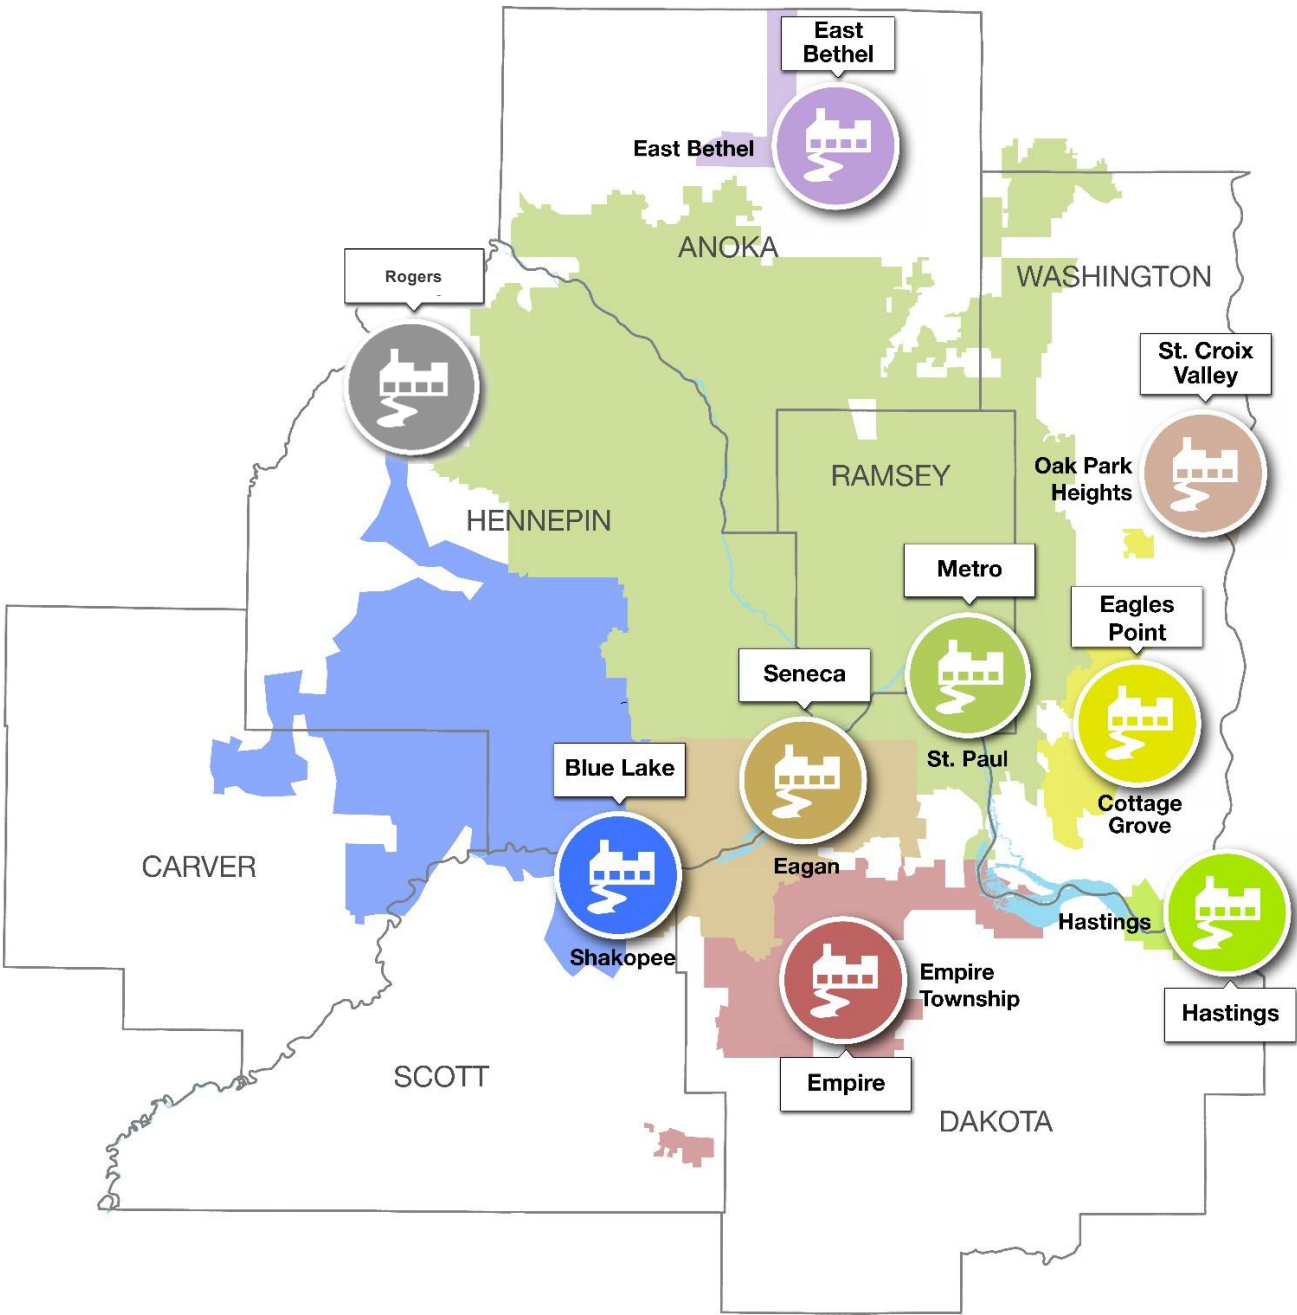 East
Bethel
East Bethel
ANOKA
Rogers
WASHINGTON
St. Croix
Valley
Oak Park
Heights
RAMSEY
HENNEPIN
Metro
Eagles
Point
Seneca
St. Paul
Blue Lake
Cottage
Grove
Eagan
CARVER
Hastings
Shakopee
Empire
Township
Hastings
SCOTT
Empire
DAKOTA